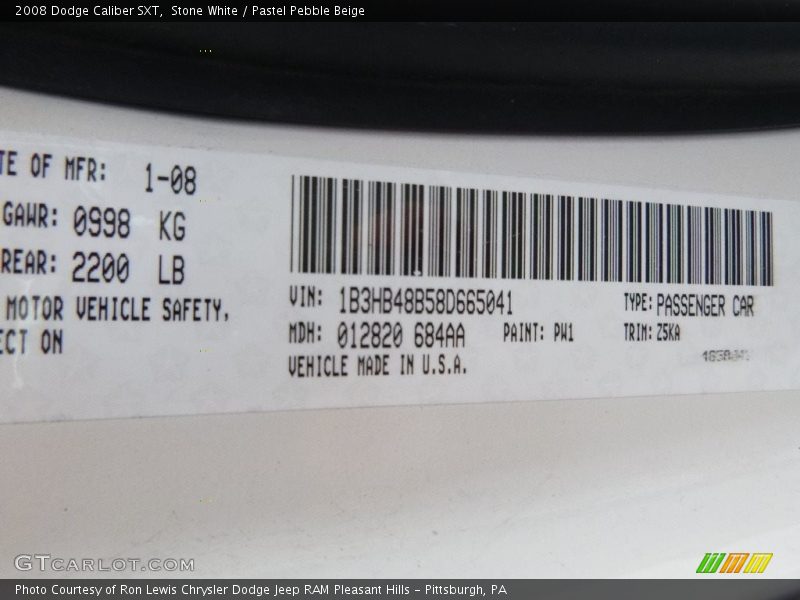 2008 Dodge Caliber SXT,  Stone White / Pastel Pebble Beige
TE OF MFR: 1-08
GAWR: 0998 KG
REAR: 2200 LB
MOTOR VEHICLE SAFETY,
ECT ON
VIN: 1B3HB48B58D665041 TYPE: PASSENGER CAR
MDH: 012820 684AA PAINT: PW1 TRIM: Z5KA
VEHICLE MADE IN U.S.A.
GTCARLOT.COM
Photo Courtesy of Ron Lewis Chrysler Dodge Jeep RAM Pleasant Hills – Pittsburgh, PA